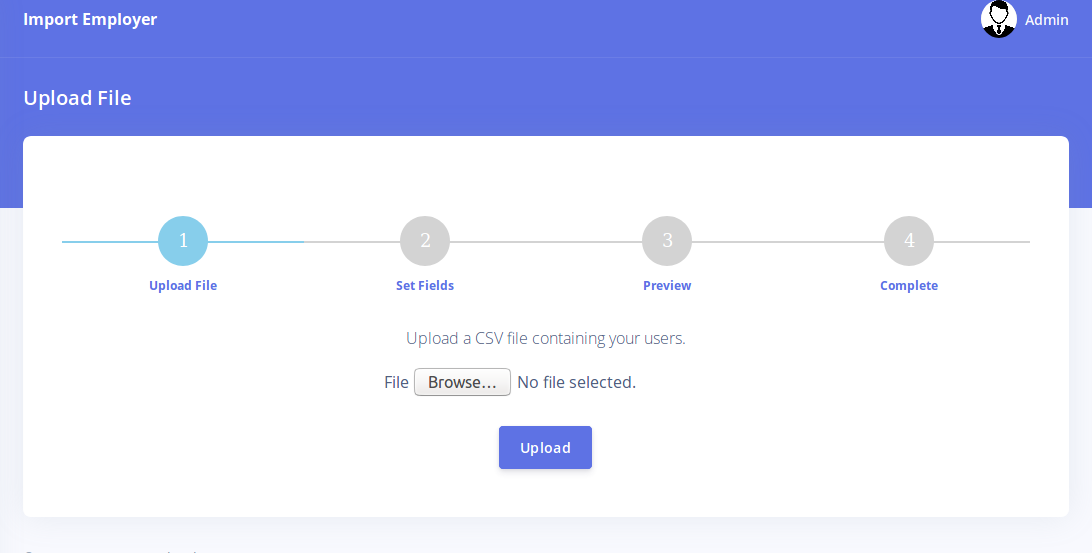 Import Employer
Admin
Upload File
1 2 3 4
Upload File Set Fields Preview Complete
Upload a CSV file containing your users.
File Browse... No file selected.
Upload